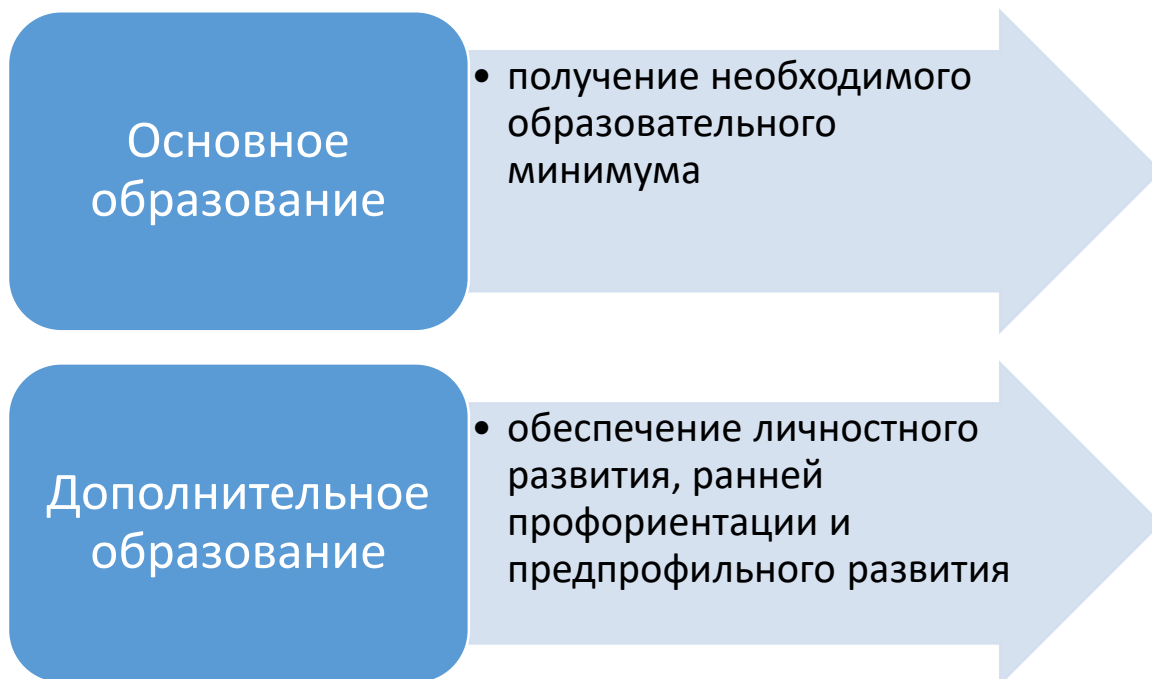 Основное
образование
• получение необходимого
образовательного
минимума
Дополнительное
образование
• обеспечение личностного
развития, ранней
профориентации и
предпрофильного развития